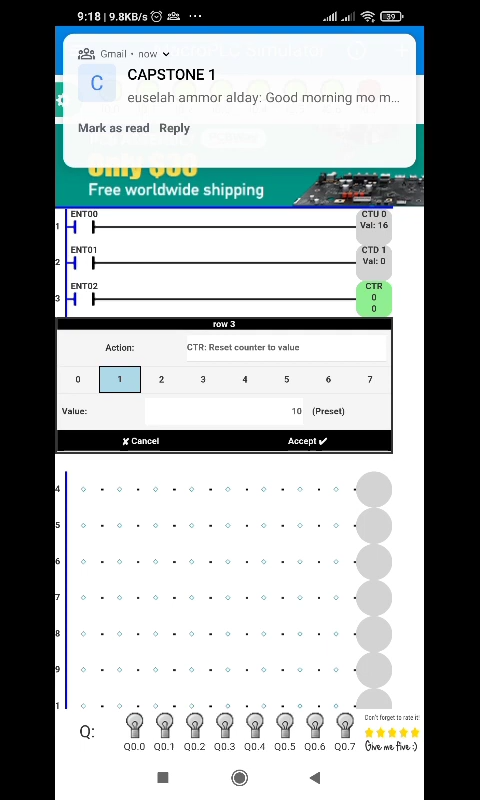 9:18 | 9.8KB/s ...
39
Gmail • now
C
CAPSTONE 1
euselah ammor alday: Good morning mo m...
Mark as read Reply
Only $30
Free worldwide shipping
ENT00
CTU 0
Val: 16
1
ENT01
CTD 1
Val: 0
2
ENT02
CTR
0
0
3
row 3
Action: CTR: Reset counter to value
0 1 2 3 4 5 6 7
Value: 10 (Preset)
✘ Cancel Accept ✔
4
5
6
7
8
9
1
Q:
Q0.0 Q0.1 Q0.2 Q0.3 Q0.4 Q0.5 Q0.6 Q0.7
Don't forget to rate it!
Give me five :)